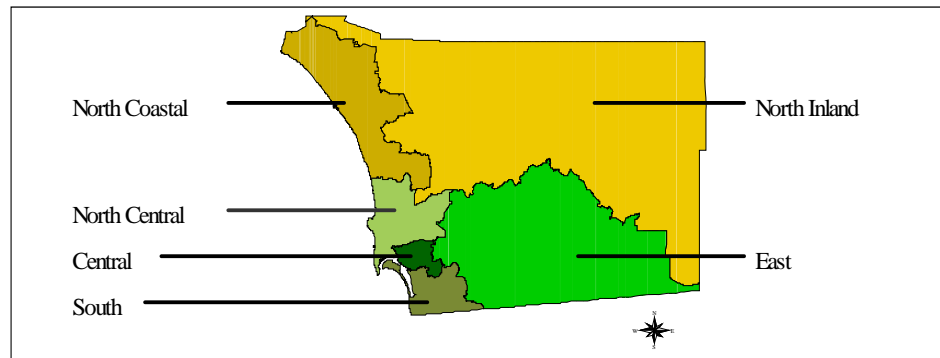 North Coastal
North Inland
North Central
Central
East
South
N
W E
S